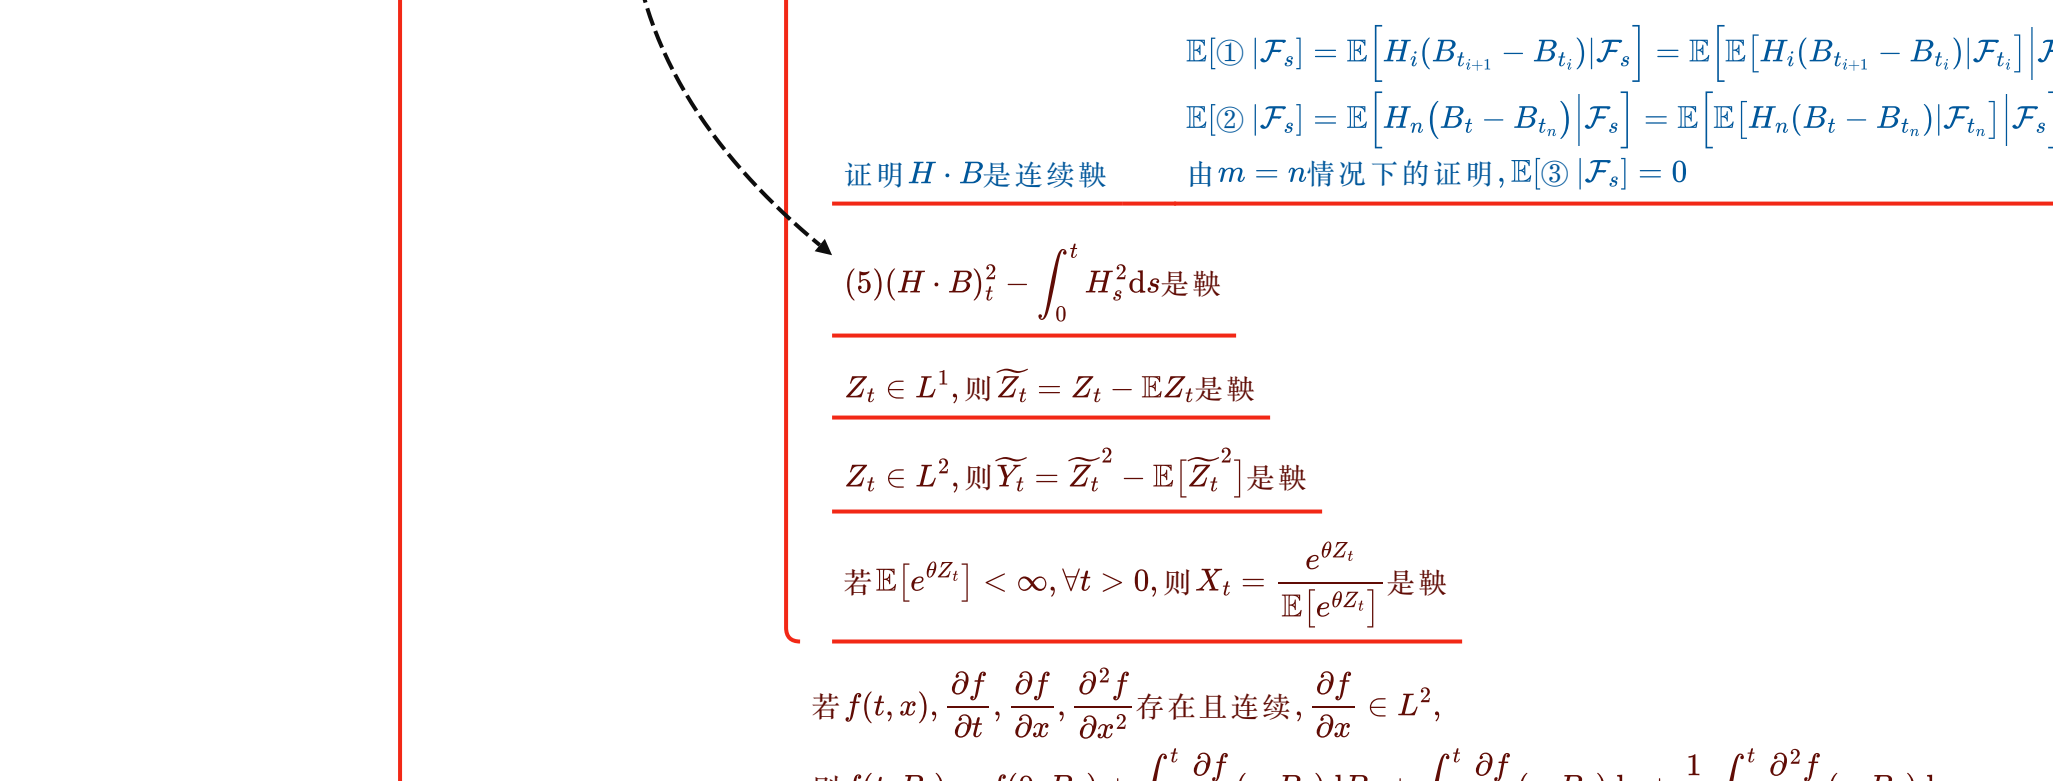 𝔼[① |ℱ_s] = 𝔼[H_i(B_{t_{i+1}} − B_{t_i})|ℱ_s] = 𝔼[𝔼[H_i(B_{t_{i+1}} − B_{t_i})|ℱ_{t_i}]|ℱ
𝔼[② |ℱ_s] = 𝔼[H_n(B_t − B_{t_n})|ℱ_s] = 𝔼[𝔼[H_n(B_t − B_{t_n})|ℱ_{t_n}]|ℱ_s]
证明H · B是连续鞅 由m = n情况下的证明,𝔼[③ |ℱ_s] = 0
(5)(H · B)_t^2 − ∫_0^t H_s^2 ds是鞅
Z_t ∈ L^1,则\widetilde{Z_t} = Z_t − 𝔼Z_t是鞅
Z_t ∈ L^2,则\widetilde{Y_t} = \widetilde{Z_t}^2 − 𝔼[\widetilde{Z_t}^2]是鞅
若𝔼[e^{θZ_t}] < ∞,∀t > 0,则X_t = \frac{e^{θZ_t}}{𝔼[e^{θZ_t}]}是鞅
若f(t,x),\frac{∂f}{∂t},\frac{∂f}{∂x},\frac{∂^2f}{∂x^2}存在且连续,\frac{∂f}{∂x} ∈ L^2,